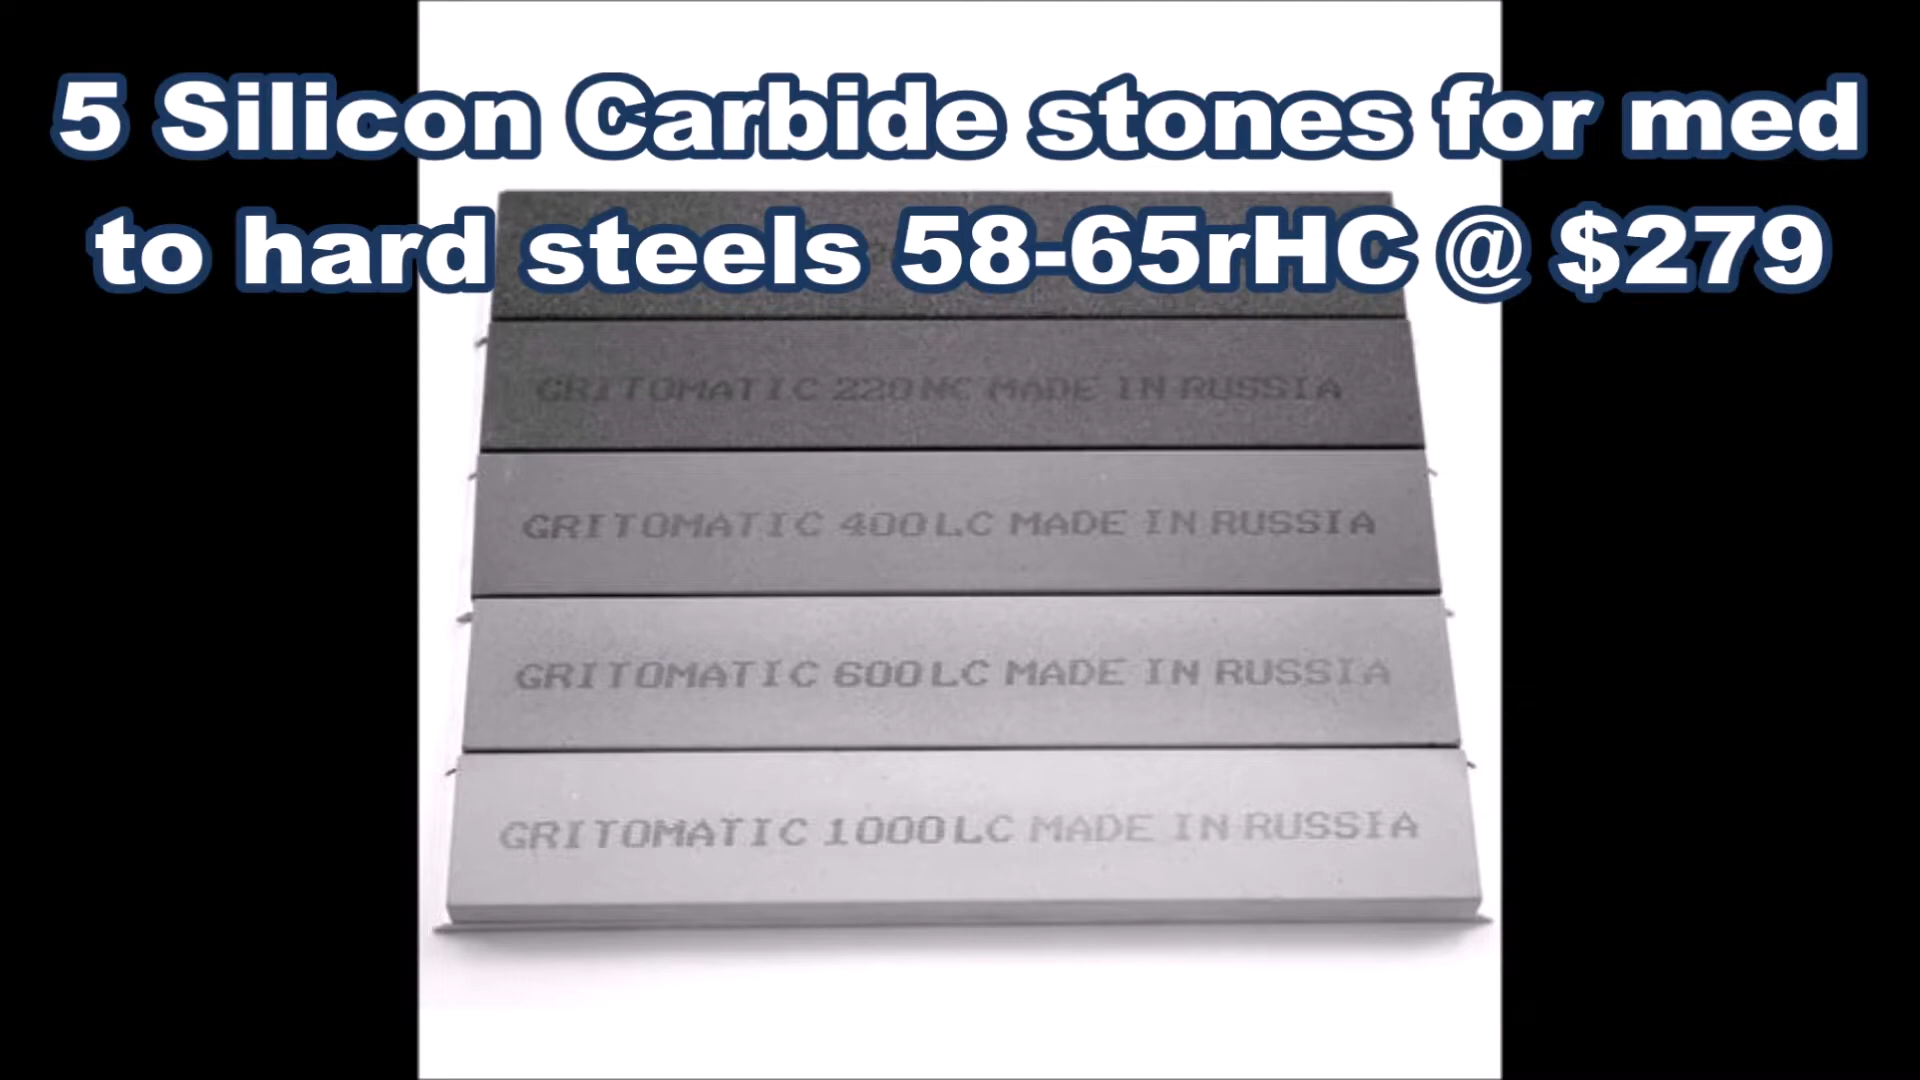 5 Silicon Carbide stones for med
to hard steels 58-65rHC @ $279
GRITOMATIC 220 NC MADE IN RUSSIA
GRITOMATIC 400 LC MADE IN RUSSIA
GRITOMATIC 600 LC MADE IN RUSSIA
GRITOMATIC 1000 LC MADE IN RUSSIA